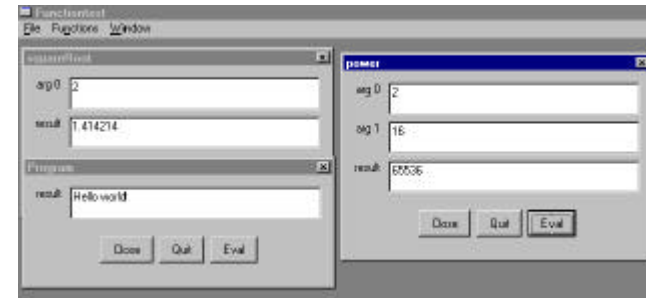 Functiontest
File Functions Window
squareRoot
arg 0 2
result 1.414214
Program
result Hello world
Close Quit Eval
power
arg 0 2
arg 1 16
result 65536
Close Quit Eval